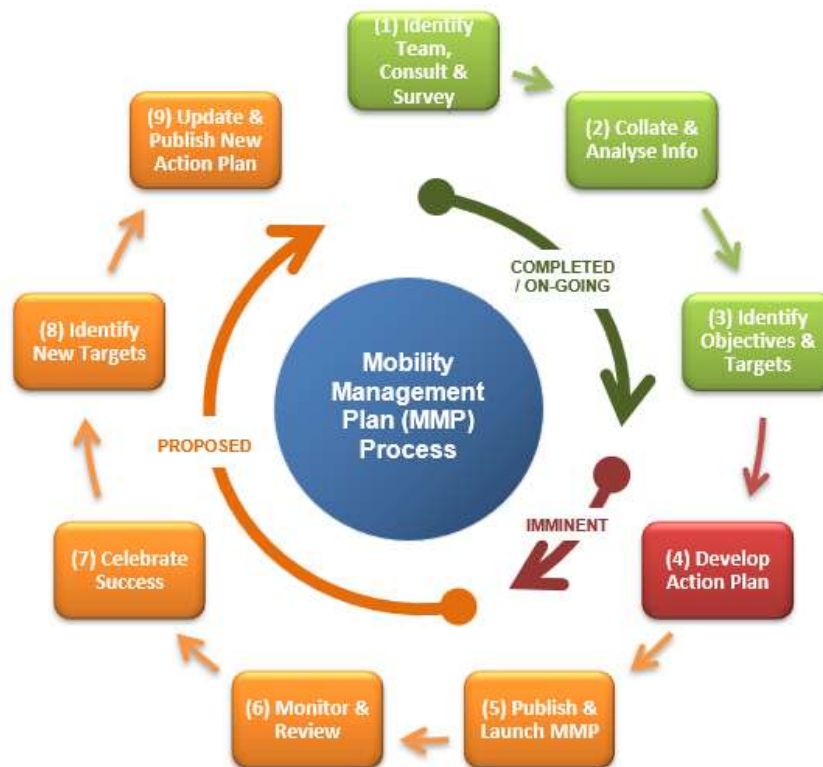 (1) Identify
Team,
Consult &
Survey
(2) Collate &
Analyse Info
(3) Identify
Objectives &
Targets
(4) Develop
Action Plan
(5) Publish &
Launch MMP
(6) Monitor &
Review
(7) Celebrate
Success
(8) Identify
New Targets
(9) Update &
Publish New
Action Plan
COMPLETED
/ ON-GOING
IMMINENT
PROPOSED
Mobility
Management
Plan (MMP)
Process